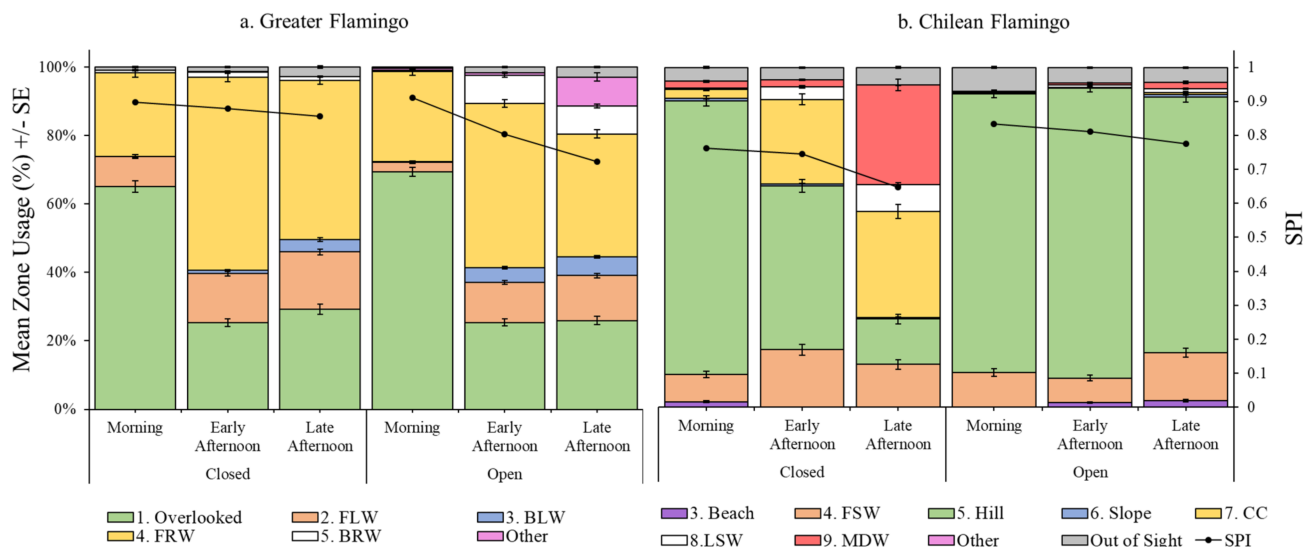 a. Greater Flamingo
b. Chilean Flamingo
Mean Zone Usage (%) +/- SE
100%
80%
60%
40%
20%
0%
Morning
Early Afternoon
Late Afternoon
Morning
Early Afternoon
Late Afternoon
Closed
Open
Morning
Early Afternoon
Late Afternoon
Morning
Early Afternoon
Late Afternoon
Closed
Open
1
0.9
0.8
0.7
0.6
0.5
0.4
0.3
0.2
0.1
0
SPI
1. Overlooked
2. FLW
3. BLW
4. FRW
5. BRW
Other
3. Beach
4. FSW
5. Hill
6. Slope
7. CC
8.LSW
9. MDW
Other
Out of Sight
SPI